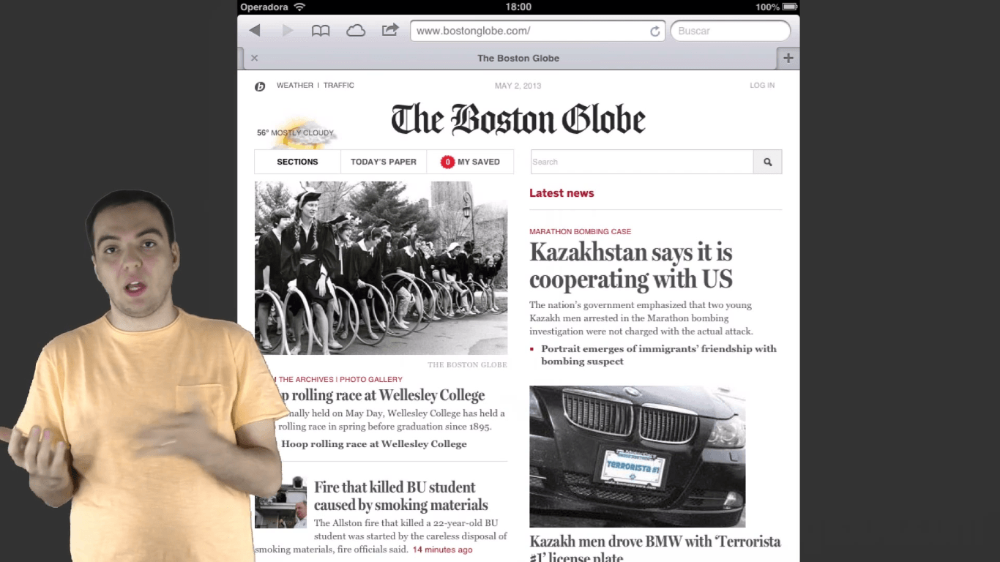 Operadora 18:00 100%
www.bostonglobe.com/ Buscar
The Boston Globe
WEATHER | TRAFFIC MAY 2, 2013 LOG IN
The Boston Globe
56° MOSTLY CLOUDY
SECTIONS TODAY'S PAPER 0 MY SAVED Search
THE BOSTON GLOBE
THE ARCHIVES | PHOTO GALLERY
rolling race at Wellesley College
held on May Day, Wellesley College has held a
rolling race in spring before graduation since 1895.
Hoop rolling race at Wellesley College
Fire that killed BU student
caused by smoking materials
The Allston fire that killed a 22-year-old BU
student was started by the careless disposal of
smoking materials, fire officials said. 14 minutes ago
Latest news
MARATHON BOMBING CASE
Kazakhstan says it is
cooperating with US
The nation's government emphasized that two young
Kazakh men arrested in the Marathon bombing
investigation were not charged with the actual attack.
Portrait emerges of immigrants' friendship with
bombing suspect
TERRORISTA #1
Kazakh men drove BMW with 'Terrorista
#1' license plate